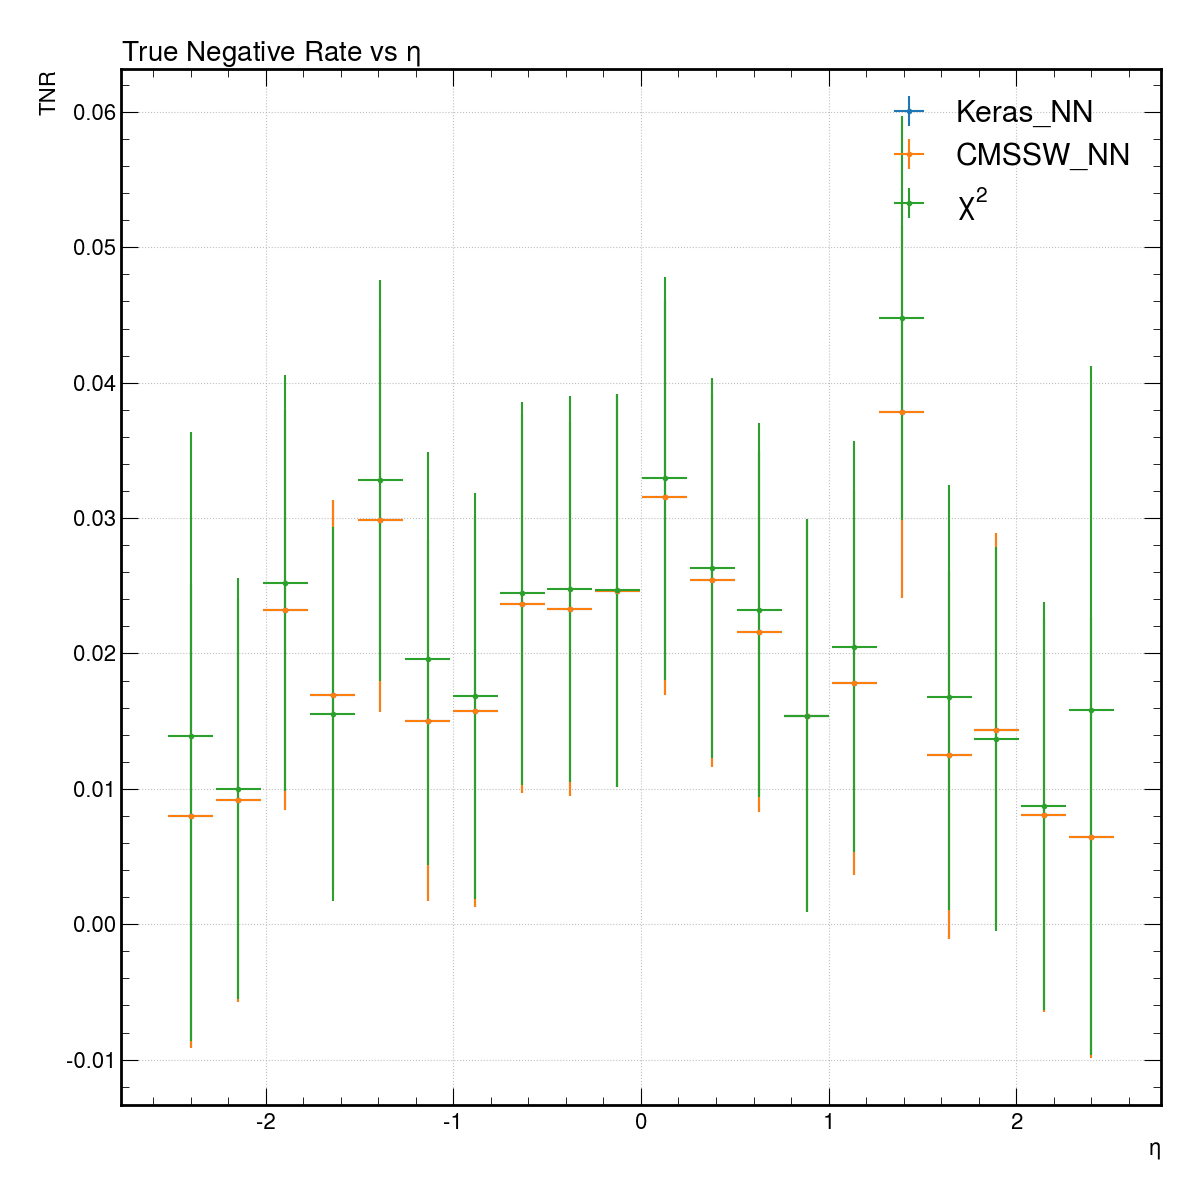 True Negative Rate vs η
TNR
Keras_NN
CMSSW_NN
χ²
0.06
0.05
0.04
0.03
0.02
0.01
0.00
-0.01
-2
-1
0
1
2
η